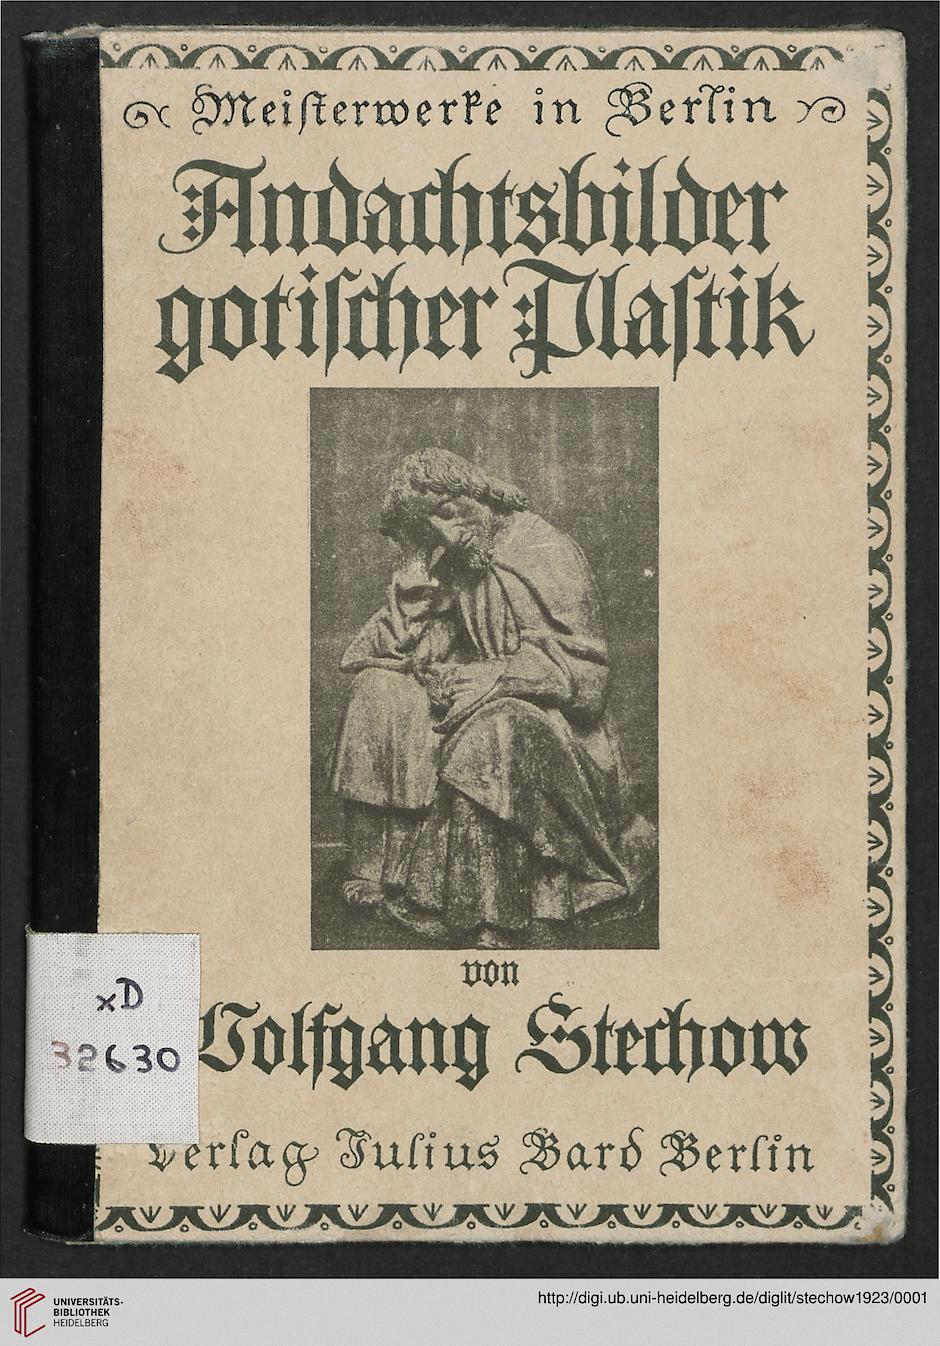 Meiſterwerke in Berlin
Andachtsbilder
gotiſcher Plaſtik
von
Wolfgang Stechow
Verlag Julius Bard Berlin
xD
32630
UNIVERSITÄTS-
BIBLIOTHEK
HEIDELBERG
http://digi.ub.uni-heidelberg.de/diglit/stechow1923/0001